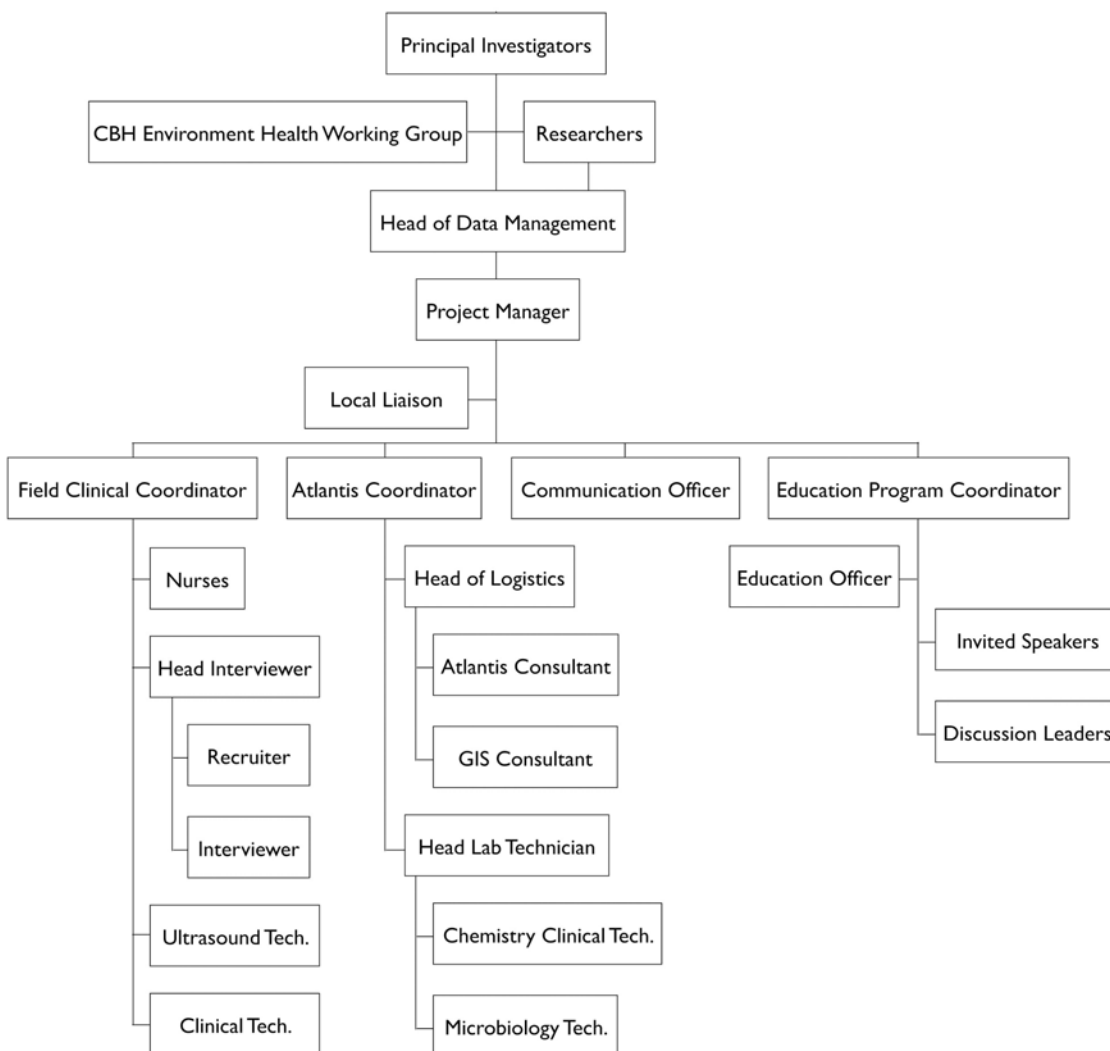 Principal Investigators
CBH Environment Health Working Group
Researchers
Head of Data Management
Project Manager
Local Liaison
Field Clinical Coordinator
Atlantis Coordinator
Communication Officer
Education Program Coordinator
Nurses
Head Interviewer
Recruiter
Interviewer
Ultrasound Tech.
Clinical Tech.
Head of Logistics
Atlantis Consultant
GIS Consultant
Head Lab Technician
Chemistry Clinical Tech.
Microbiology Tech.
Education Officer
Invited Speakers
Discussion Leaders